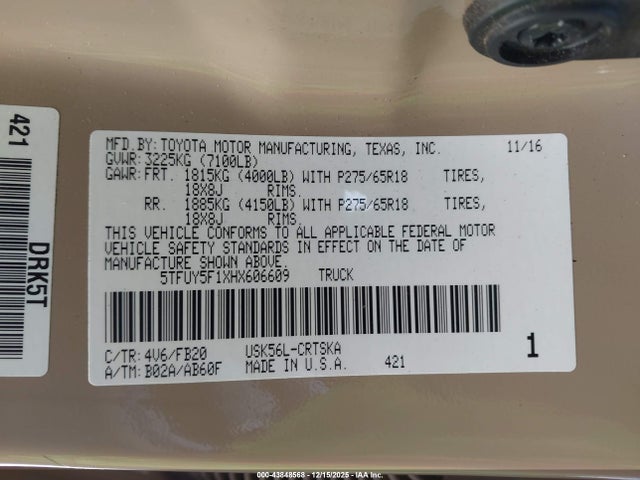 421
DRK5T
MFD.BY: TOYOTA MOTOR MANUFACTURING, TEXAS, INC. 11/16
GVWR: 3225KG (7100LB)
GAWR: FRT. 1815KG (4000LB) WITH P275/65R18 TIRES,
18X8J RIMS.
RR. 1885KG (4150LB) WITH P275/65R18 TIRES,
18X8J RIMS.
THIS VEHICLE CONFORMS TO ALL APPLICABLE FEDERAL MOTOR
VEHICLE SAFETY STANDARDS IN EFFECT ON THE DATE OF
MANUFACTURE SHOWN ABOVE.
5TFUY5F1XHX606609 TRUCK
C/TR: 4V6/FB20 USK56L-CRTSKA
A/TM: B02A/AB60F MADE IN U.S.A. 421
1
000-43848568 - 12/15/2025 - IAA Inc.